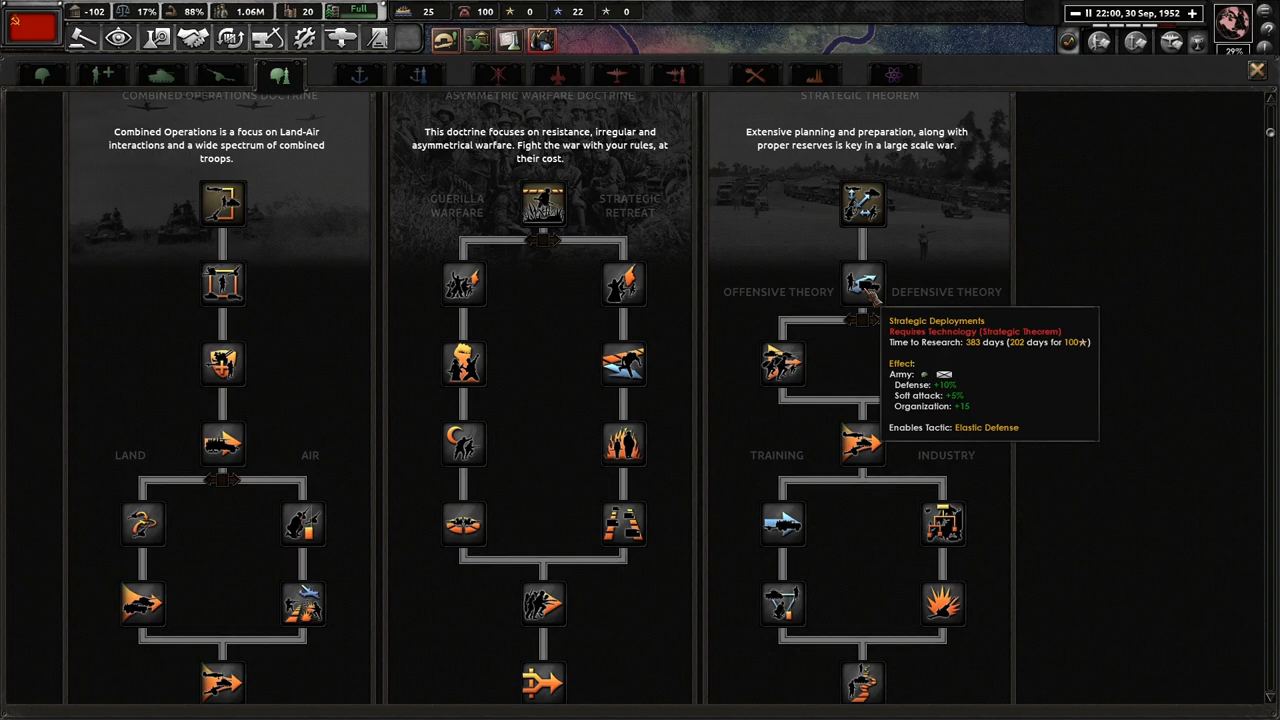 -102 17% 88% 1.06M 20 Full 25 100 0 22 0
22:00, 30 Sep, 1952
29%
COMBINED OPERATIONS DOCTRINE
Combined Operations is a focus on Land-Air
interactions and a wide spectrum of combined
troops.
LAND
AIR
ASYMMETRIC WARFARE DOCTRINE
This doctrine focuses on resistance, irregular and
asymmetrical warfare. Fight the war with your rules, at
their cost.
GUERILLA
WARFARE
STRATEGIC
RETREAT
STRATEGIC THEOREM
Extensive planning and preparation, along with
proper reserves is key in a large scale war.
OFFENSIVE THEORY
DEFENSIVE THEORY
Strategic Deployments
Requires Technology (Strategic Theorem)
Time to Research: 383 days (202 days for 100)
Effect:
Army:
Defense: +10%
Soft attack: +5%
Organization: +15
Enables Tactic: Elastic Defense
TRAINING
INDUSTRY